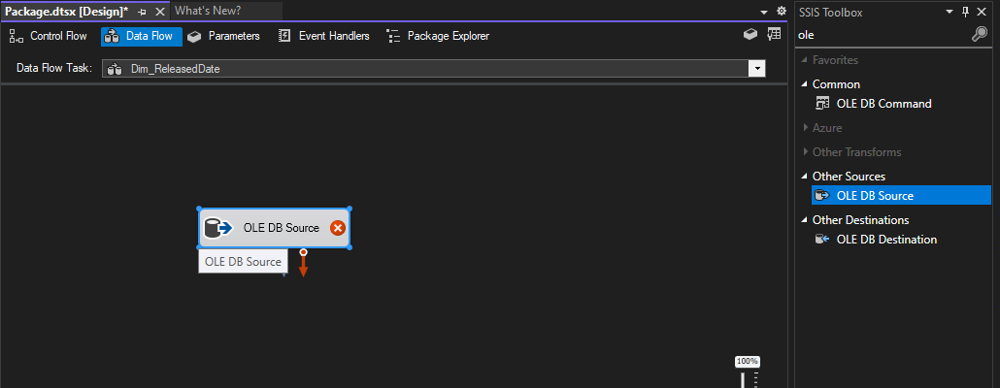 Package.dtsx [Design]*
What's New?
Control Flow
Data Flow
Parameters
Event Handlers
Package Explorer
Data Flow Task:
Dim_ReleasedDate
OLE DB Source
OLE DB Source
100%
SSIS Toolbox
ole
Favorites
Common
OLE DB Command
Azure
Other Transforms
Other Sources
OLE DB Source
Other Destinations
OLE DB Destination